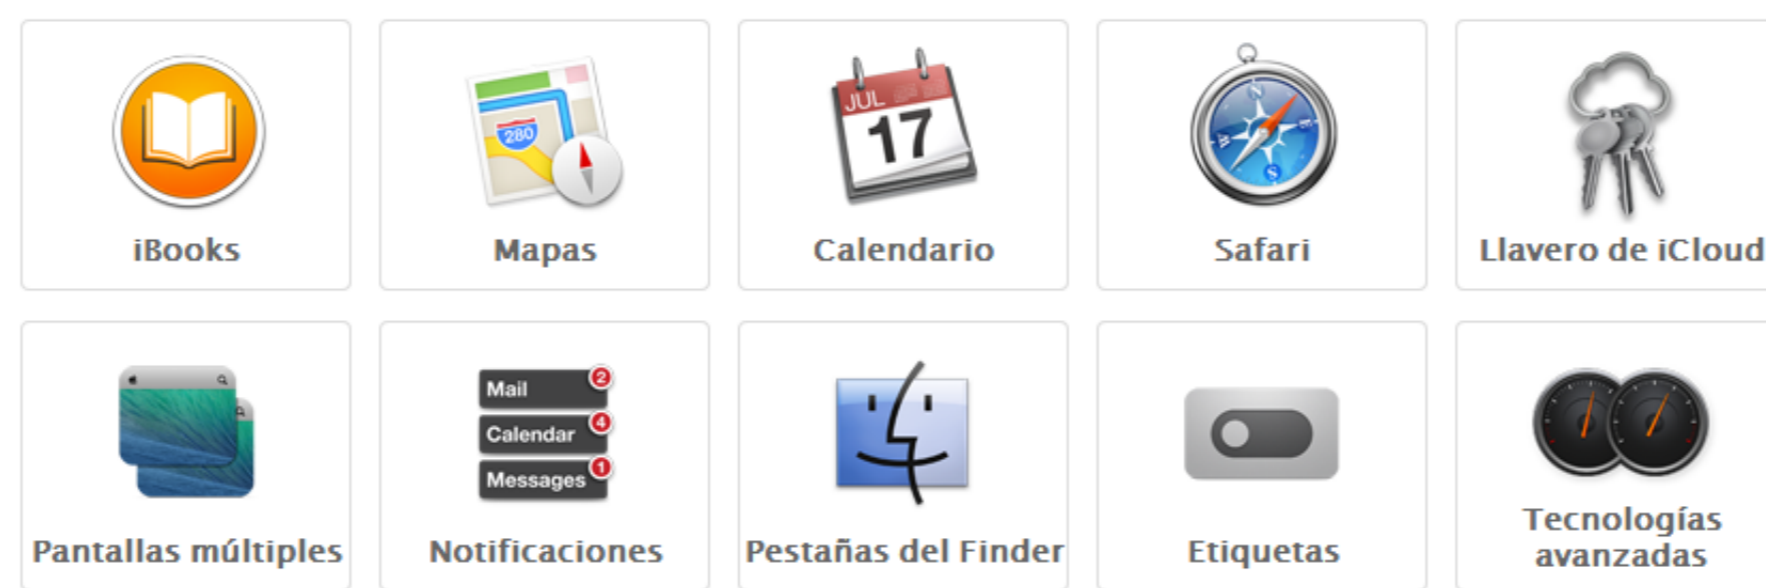 280
JUL
17
N
E
W
S
iBooks
Mapas
Calendario
Safari
Llavero de iCloud
Mail 2
Calendar 4
Messages 1
Pantallas múltiples
Notificaciones
Pestañas del Finder
Etiquetas
Tecnologías
avanzadas